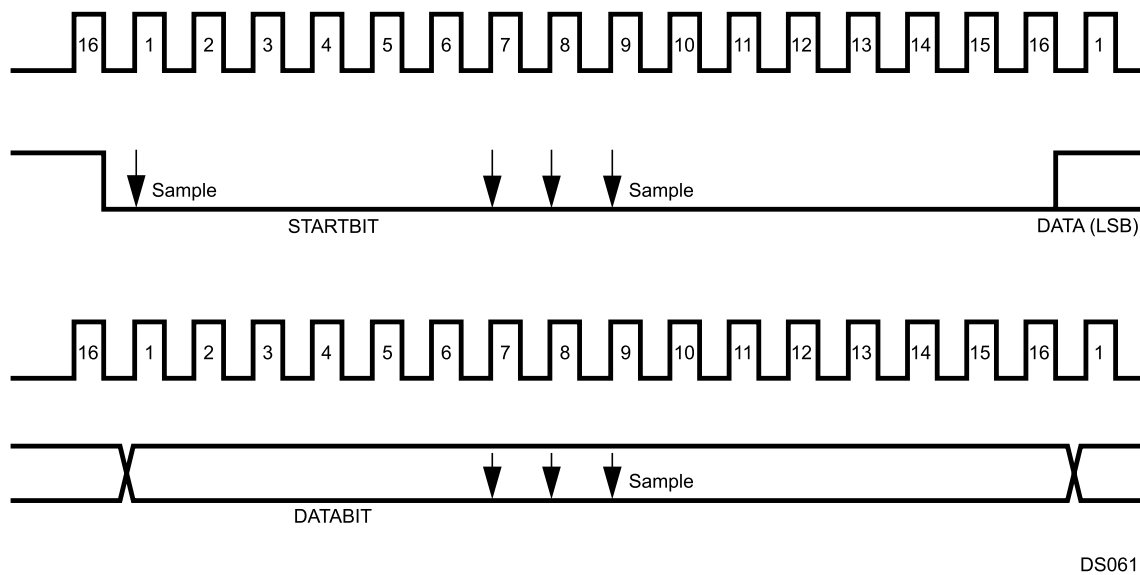 16 1 2 3 4 5 6 7 8 9 10 11 12 13 14 15 16 1
Sample Sample
STARTBIT DATA (LSB)
16 1 2 3 4 5 6 7 8 9 10 11 12 13 14 15 16 1
Sample
DATABIT
DS061